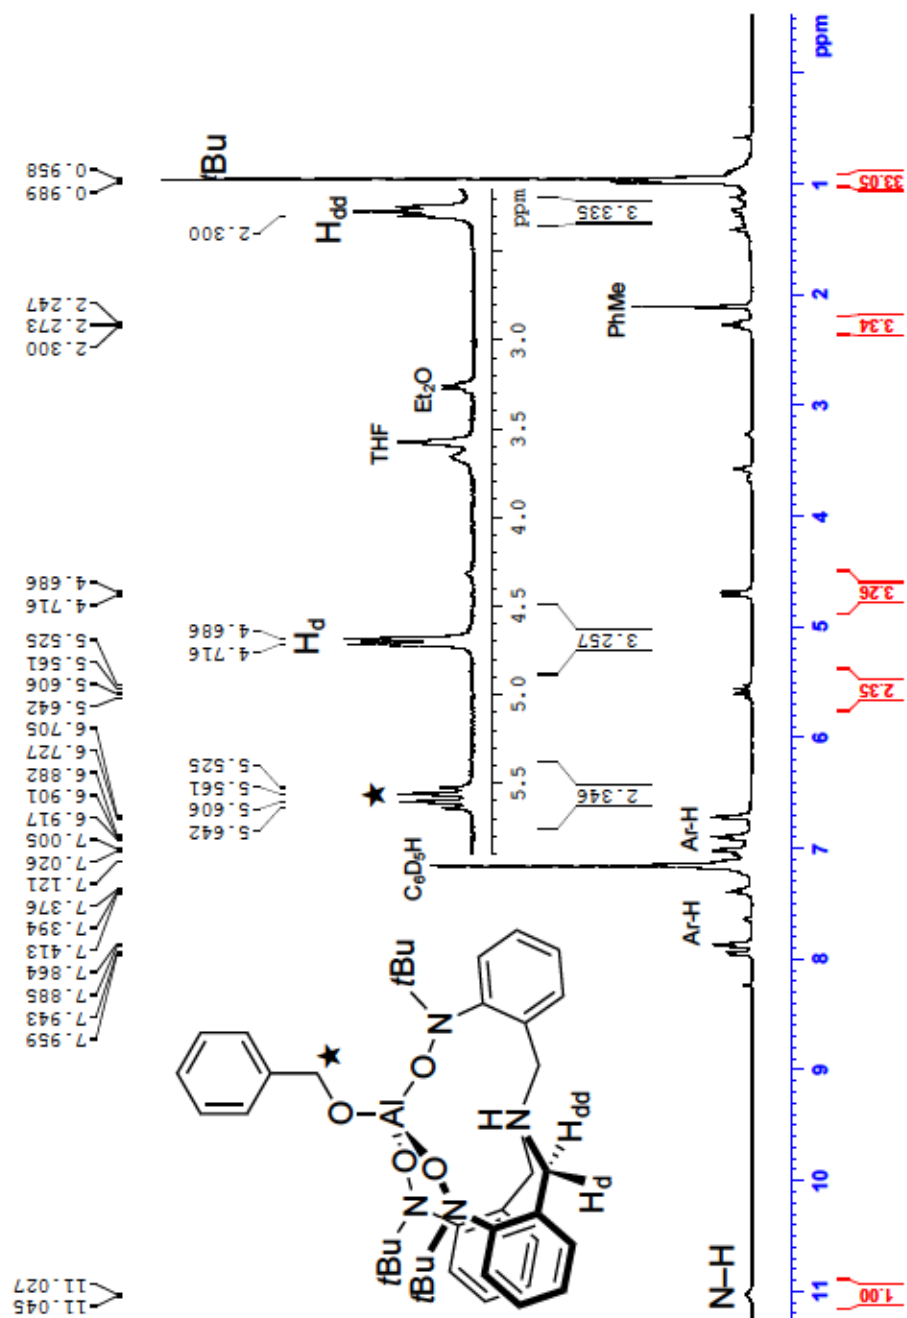 11.045
11.027
7.959
7.943
7.885
7.864
7.413
7.394
7.376
7.121
7.026
7.005
6.917
6.901
6.882
6.727
6.705
5.642
5.606
5.561
5.525
4.716
4.686
2.300
2.273
2.247
0.989
0.958
5.642
5.606
5.561
5.525
4.716
4.686
2.300
tBu
H_d
H_dd
THF
Et₂O
C₆D₅H
★
5.5
5.0
4.5
4.0
3.5
3.0
ppm
2.346
3.257
3.335
★
O
Al
O
N
tBu
O
O
N
tBu
N
tBu
H
N
H_dd
H_d
N–H
Ar-H
Ar-H
PhMe
11
10
9
8
7
6
5
4
3
2
1
ppm
1.00
2.35
3.26
3.34
33.05